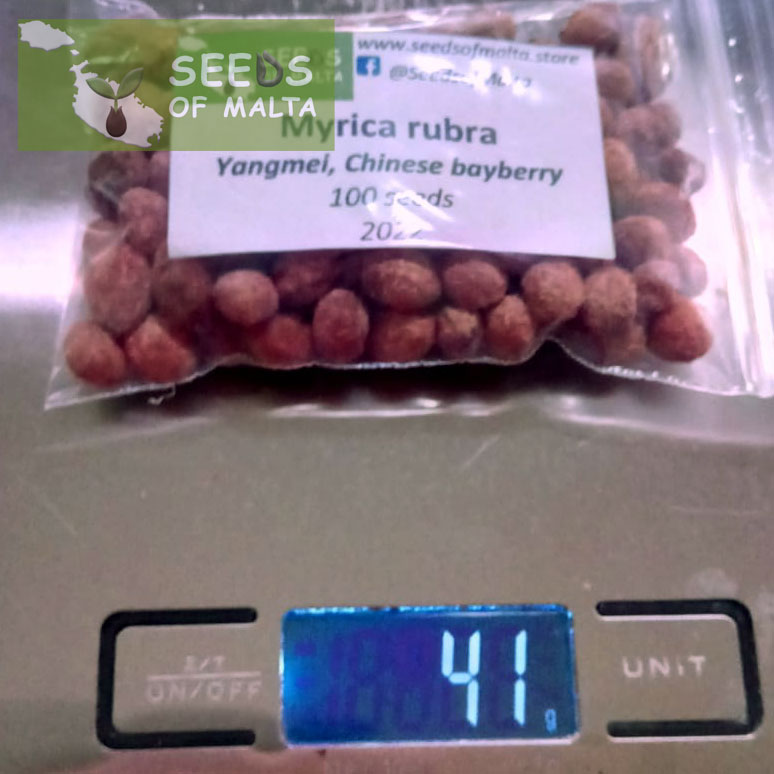 SEEDS
OF MALTA
www.seedsofmalta.store
Myrica rubra
Yangmei, Chinese bayberry
100 seeds
41 g
ON/OFF
UNIT